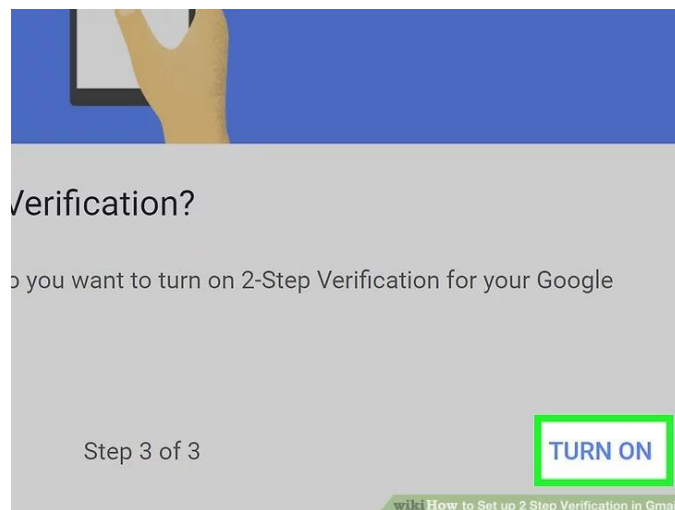 Verification?
o you want to turn on 2-Step Verification for your Google
Step 3 of 3
TURN ON
wikiHow to Set up 2 Step Verification in Gmai